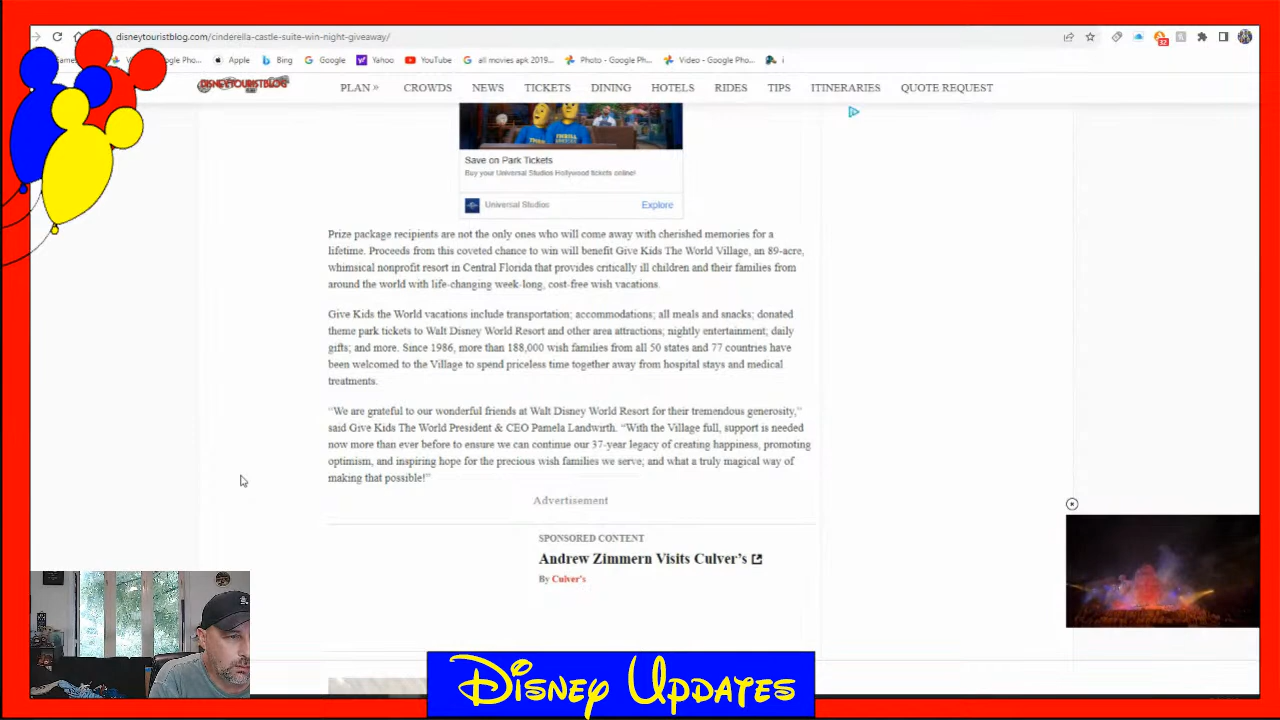 disneytouristblog.com/cinderella-castle-suite-win-night-giveaway/
Apple Bing Google Yahoo YouTube all movies apk 2019... Photo - Google Ph... Video - Google Pho...
DISNEYTOURISTBLOG PLAN » CROWDS NEWS TICKETS DINING HOTELS RIDES TIPS ITINERARIES QUOTE REQUEST
Save on Park Tickets
Buy your Universal Studios Hollywood tickets online!
Universal Studios Explore
Prize package recipients are not the only ones who will come away with cherished memories for a
lifetime. Proceeds from this coveted chance to win will benefit Give Kids The World Village, an 89-acre,
whimsical nonprofit resort in Central Florida that provides critically ill children and their families from
around the world with life-changing week-long, cost-free wish vacations.
Give Kids the World vacations include transportation; accommodations; all meals and snacks; donated
theme park tickets to Walt Disney World Resort and other area attractions; nightly entertainment; daily
gifts; and more. Since 1986, more than 188,000 wish families from all 50 states and 77 countries have
been welcomed to the Village to spend priceless time together away from hospital stays and medical
treatments.
“We are grateful to our wonderful friends at Walt Disney World Resort for their tremendous generosity,”
said Give Kids The World President & CEO Pamela Landwirth. “With the Village full, support is needed
now more than ever before to ensure we can continue our 37-year legacy of creating happiness, promoting
optimism, and inspiring hope for the precious wish families we serve; and what a truly magical way of
making that possible!”
Advertisement
SPONSORED CONTENT
Andrew Zimmern Visits Culver’s
By Culver's
DISNEY UPDATES